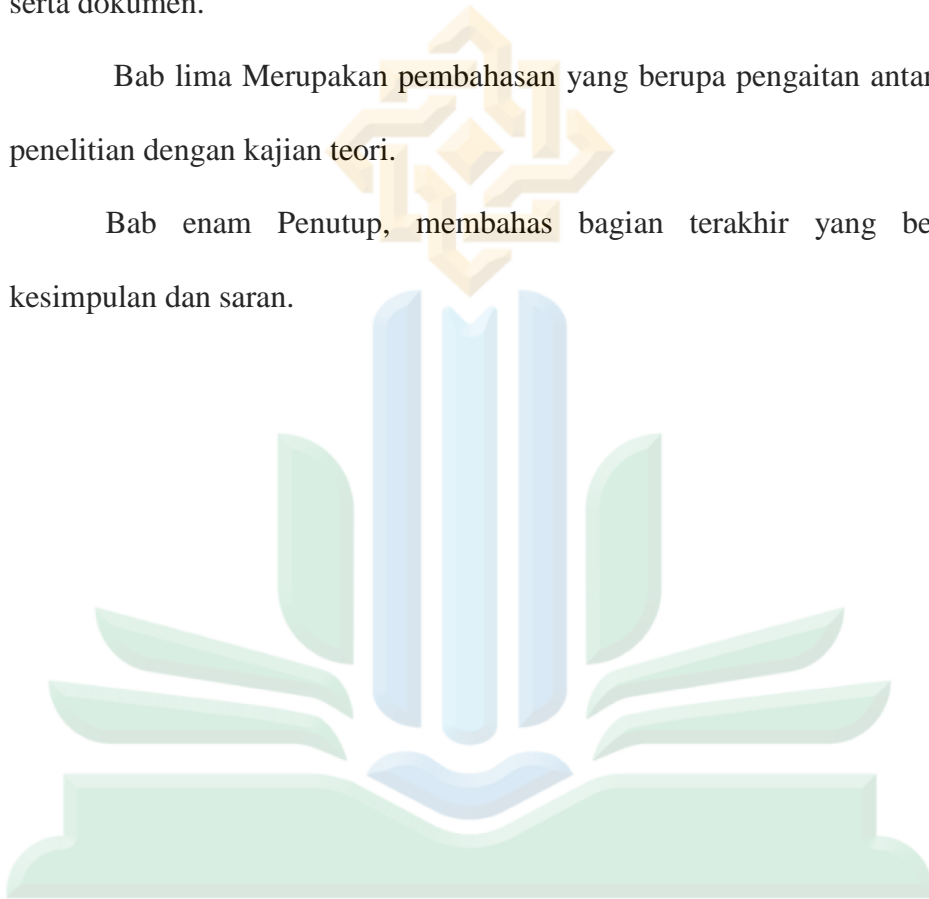 serta dokumen.
Bab lima Merupakan pembahasan yang berupa pengaitan antar
penelitian dengan kajian teori.
Bab enam Penutup, membahas bagian terakhir yang be
kesimpulan dan saran.